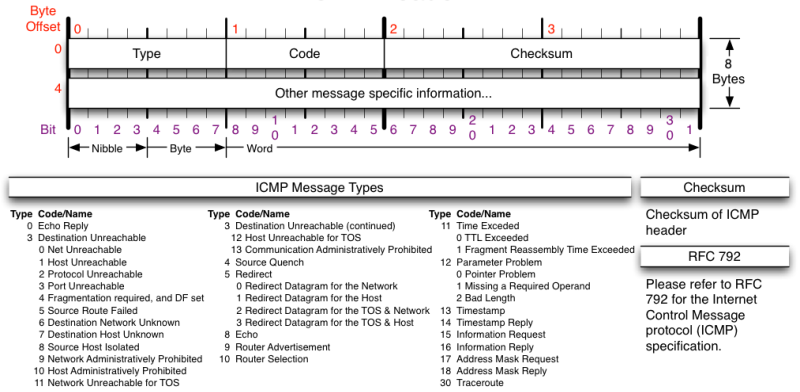 Byte
Offset
0 1 2 3
0 Type Code Checksum
8
Bytes
4 Other message specific information...
Bit 0 1 2 3 4 5 6 7 8 9 10 1 2 3 4 5 6 7 8 9 20 1 2 3 4 5 6 7 8 9 30 1
Nibble Byte Word
ICMP Message Types
Type Code/Name
0 Echo Reply
3 Destination Unreachable
0 Net Unreachable
1 Host Unreachable
2 Protocol Unreachable
3 Port Unreachable
4 Fragmentation required, and DF set
5 Source Route Failed
6 Destination Network Unknown
7 Destination Host Unknown
8 Source Host Isolated
9 Network Administratively Prohibited
10 Host Administratively Prohibited
11 Network Unreachable for TOS
Type Code/Name
3 Destination Unreachable (continued)
12 Host Unreachable for TOS
13 Communication Administratively Prohibited
4 Source Quench
5 Redirect
0 Redirect Datagram for the Network
1 Redirect Datagram for the Host
2 Redirect Datagram for the TOS & Network
3 Redirect Datagram for the TOS & Host
8 Echo
9 Router Advertisement
10 Router Selection
Type Code/Name
11 Time Exceded
0 TTL Exceeded
1 Fragment Reassembly Time Exceeded
12 Parameter Problem
0 Pointer Problem
1 Missing a Required Operand
2 Bad Length
13 Timestamp
14 Timestamp Reply
15 Information Request
16 Information Reply
17 Address Mask Request
18 Address Mask Reply
30 Traceroute
Checksum
Checksum of ICMP
header
RFC 792
Please refer to RFC
792 for the Internet
Control Message
protocol (ICMP)
specification.